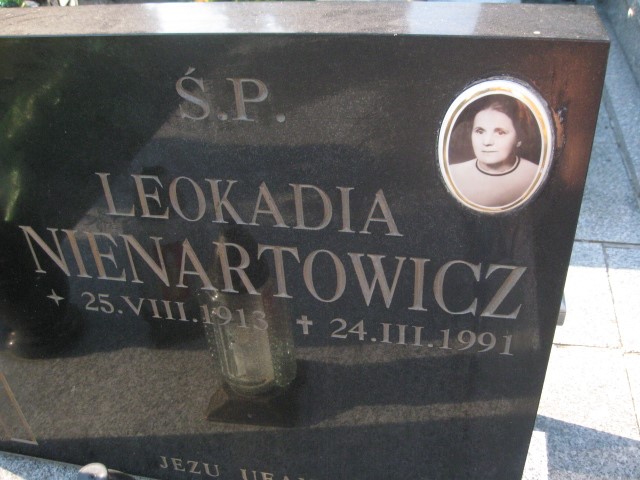 Ś.P.
LEOKADIA
NIENARTOWICZ
25.VIII.1913 24.III.1991
JEZU